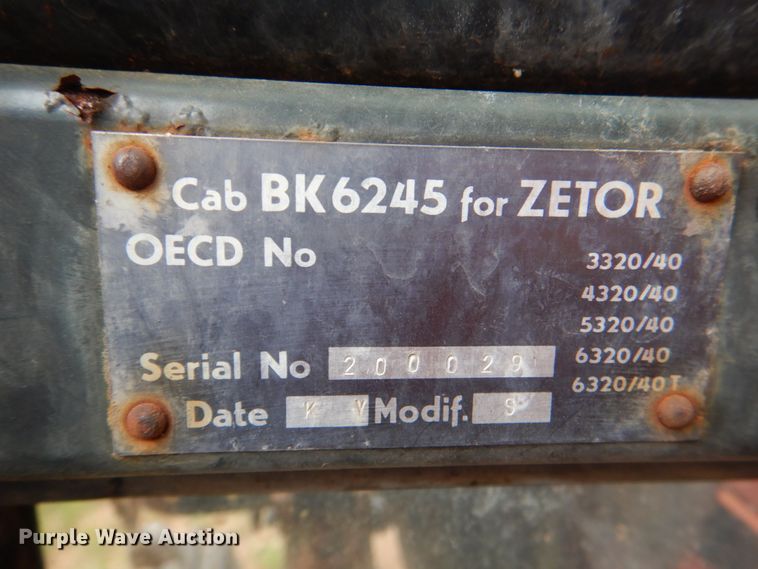 Cab BK6245 for ZETOR
OECD No
3320/40
4320/40
5320/40
6320/40
6320/40T
Serial No 200029
Date K Y Modif. 9
Purple Wave Auction